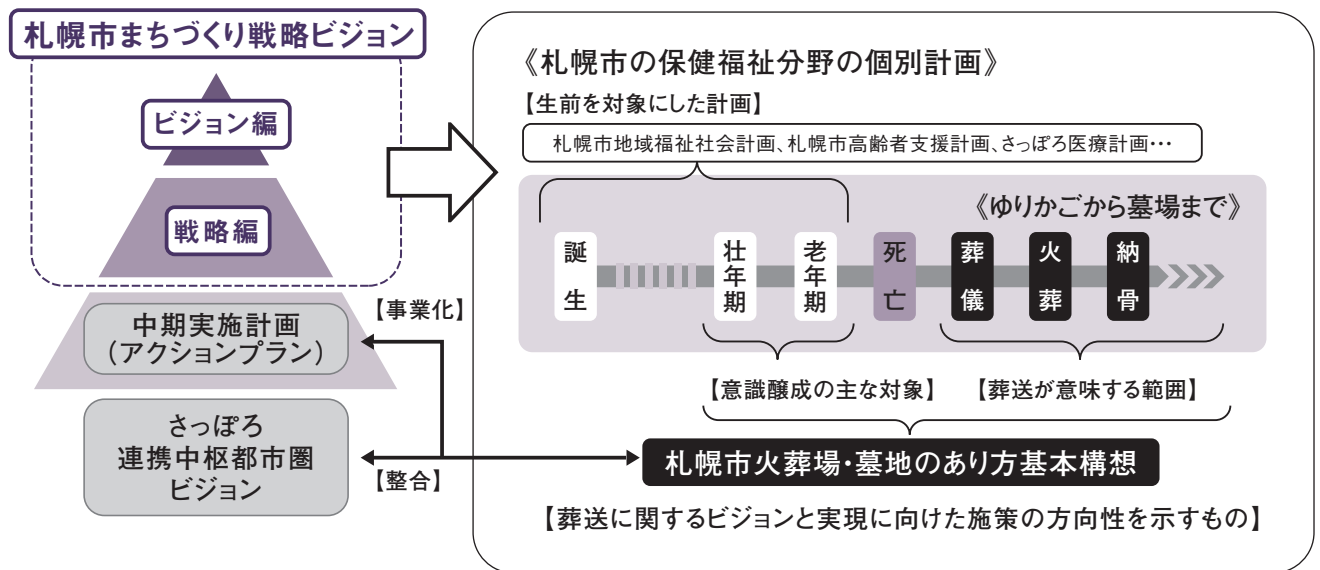 札幌市まちづくり戦略ビジョン
ビジョン編
戦略編
中期実施計画
（アクションプラン）
さっぽろ
連携中枢都市圏
ビジョン
【事業化】
【整合】
《札幌市の保健福祉分野の個別計画》
【生前を対象にした計画】
札幌市地域福祉社会計画、札幌市高齢者支援計画、さっぽろ医療計画…
《ゆりかごから墓場まで》
誕生
壮年期
老年期
死亡
葬儀
火葬
納骨
【意識醸成の主な対象】
【葬送が意味する範囲】
札幌市火葬場・墓地のあり方基本構想
【葬送に関するビジョンと実現に向けた施策の方向性を示すもの】